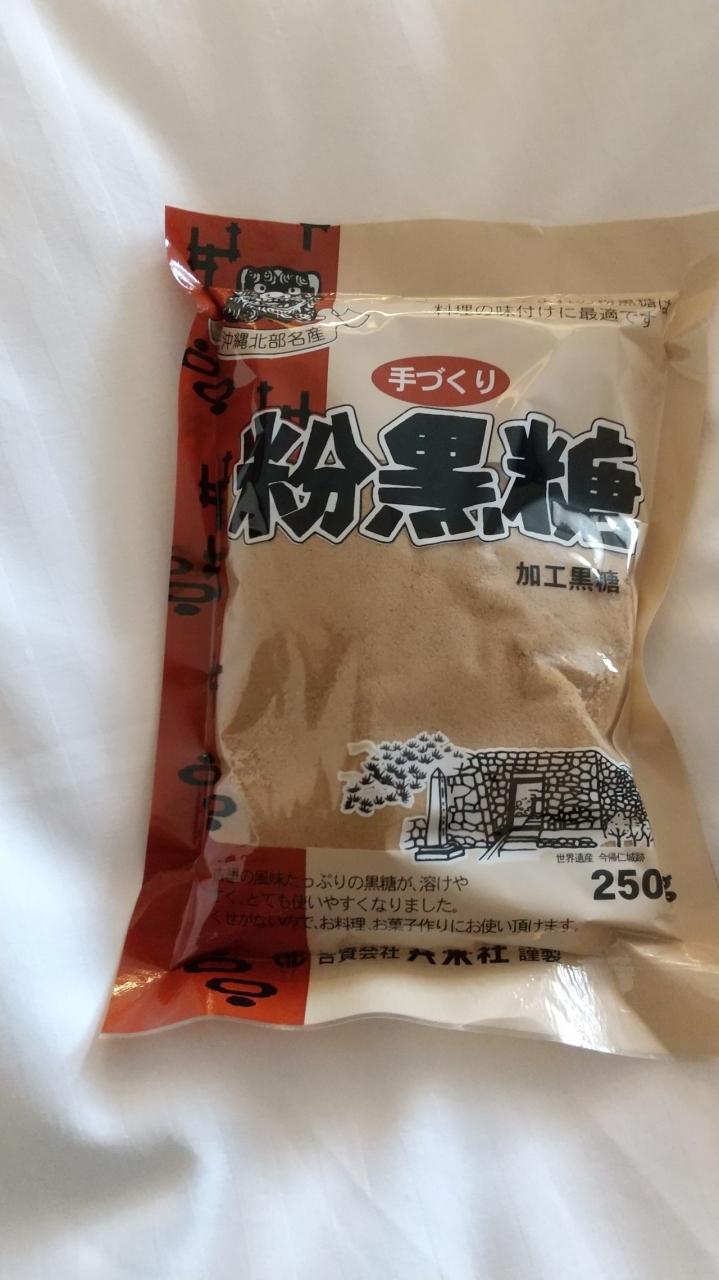 沖縄北部名産
の粉黒糖は
料理の味付けに最適です
手づくり
粉黒糖
加工黒糖
世界遺産 今帰仁城跡
250g
の風味たっぷりの黒糖が、溶けや
すく、とても使いやすくなりました。
くせがないので、お料理、お菓子作りにお使い頂けます。
合資会社 共栄社 謹製